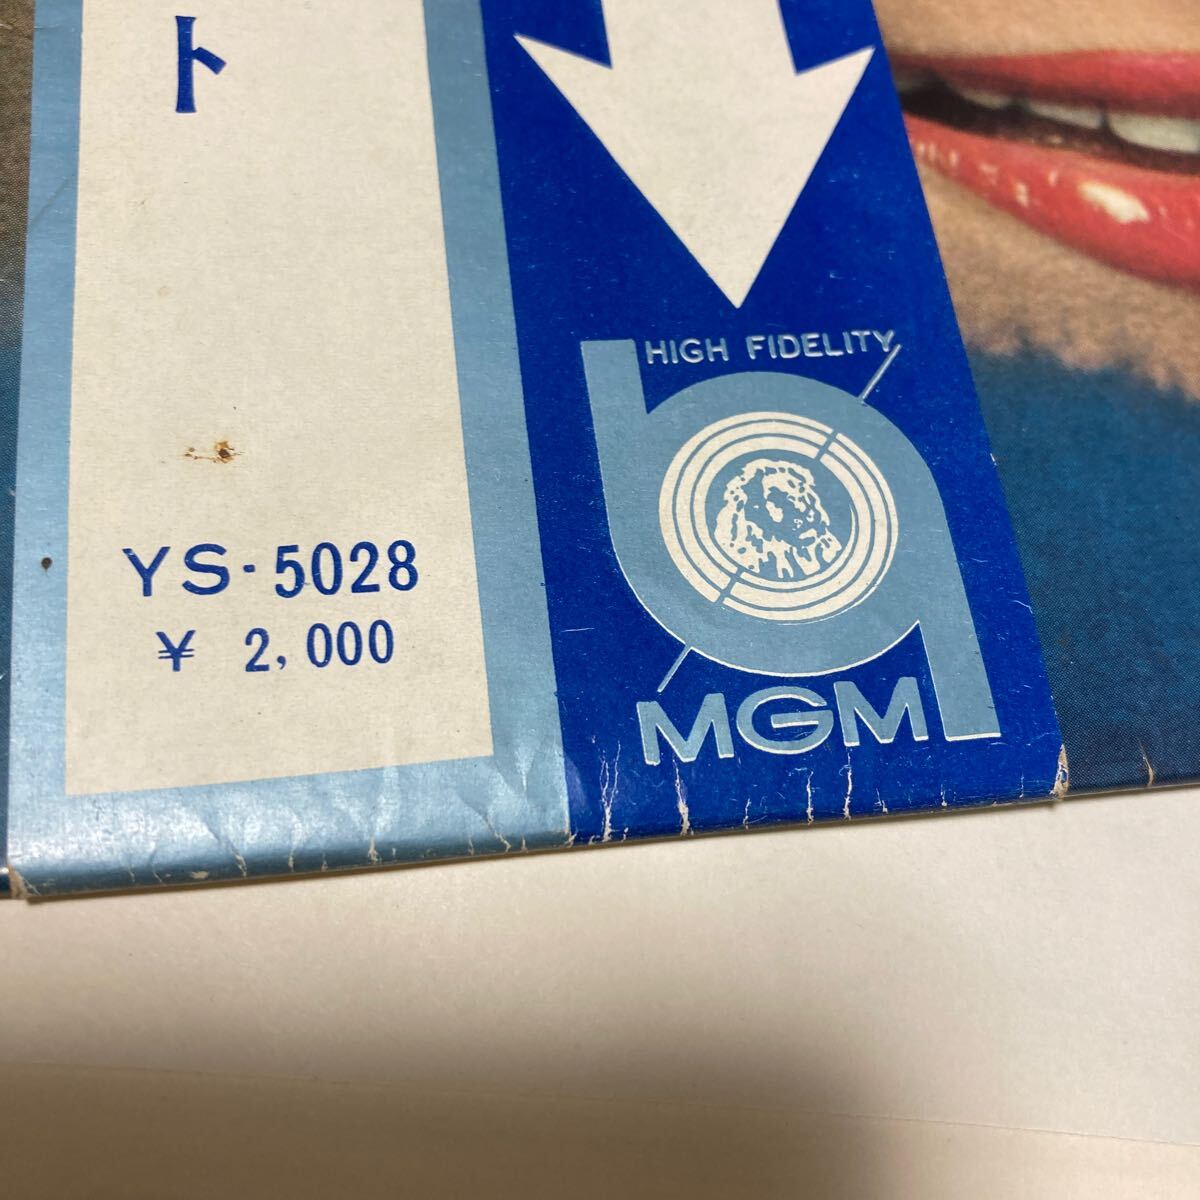 ト
HIGH FIDELITY
YS-5028
¥ 2,000
MGM